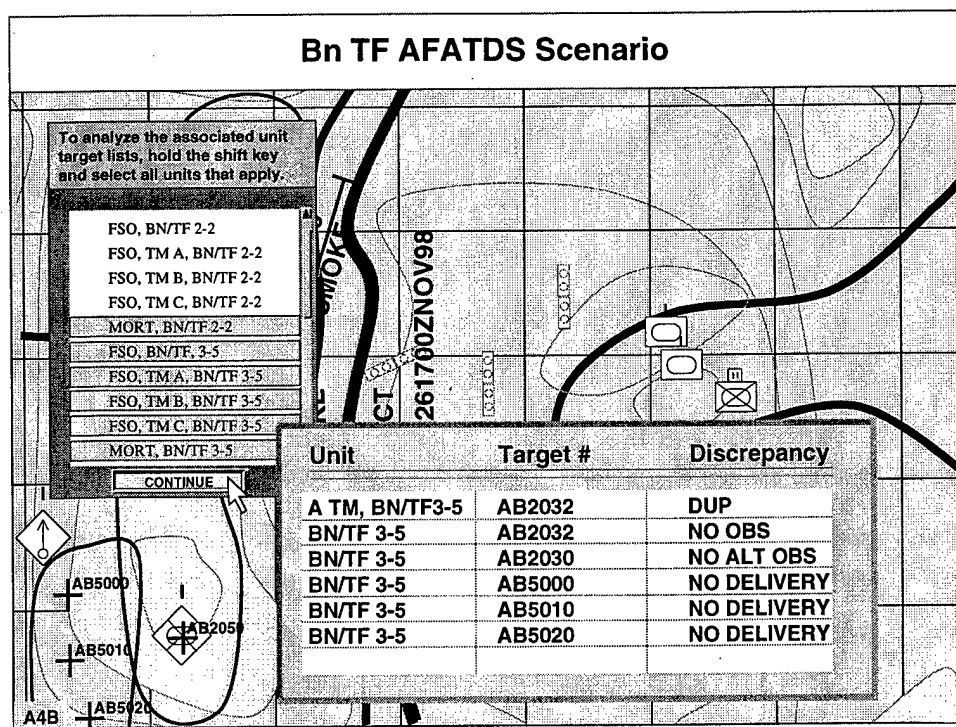 Bn TF AFATDS Scenario
To analyze the associated unit
target lists, hold the shift key
and select all units that apply.
FSO, BN/TF 2-2
FSO, TM A, BN/TF 2-2
FSO, TM B, BN/TF 2-2
FSO, TM C, BN/TF 2-2
MORT, BN/TF 2-2
FSO, BN/TF, 3-5
FSO, TM A, BN/TF 3-5
FSO, TM B, BN/TF 3-5
FSO, TM C, BN/TF 3-5
MORT, BN/TF 3-5
CONTINUE
SMOKE
CT
261700ZNOV98
Unit Target # Discrepancy
A TM, BN/TF3-5 AB2032 DUP
BN/TF 3-5 AB2032 NO OBS
BN/TF 3-5 AB2030 NO ALT OBS
BN/TF 3-5 AB5000 NO DELIVERY
BN/TF 3-5 AB5010 NO DELIVERY
BN/TF 3-5 AB5020 NO DELIVERY
AB5000
AB2050
AB5010
AB5020
A4B